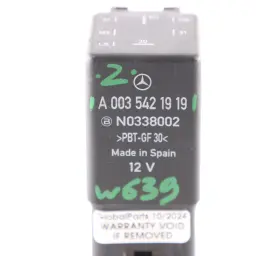 .2.
A 003 542 19 19
N0338002
>PBT-GF 30<
Made in Spain
12 V
W639
GlobalParts 10/2024
WARRANTY VOID
IF REMOVED